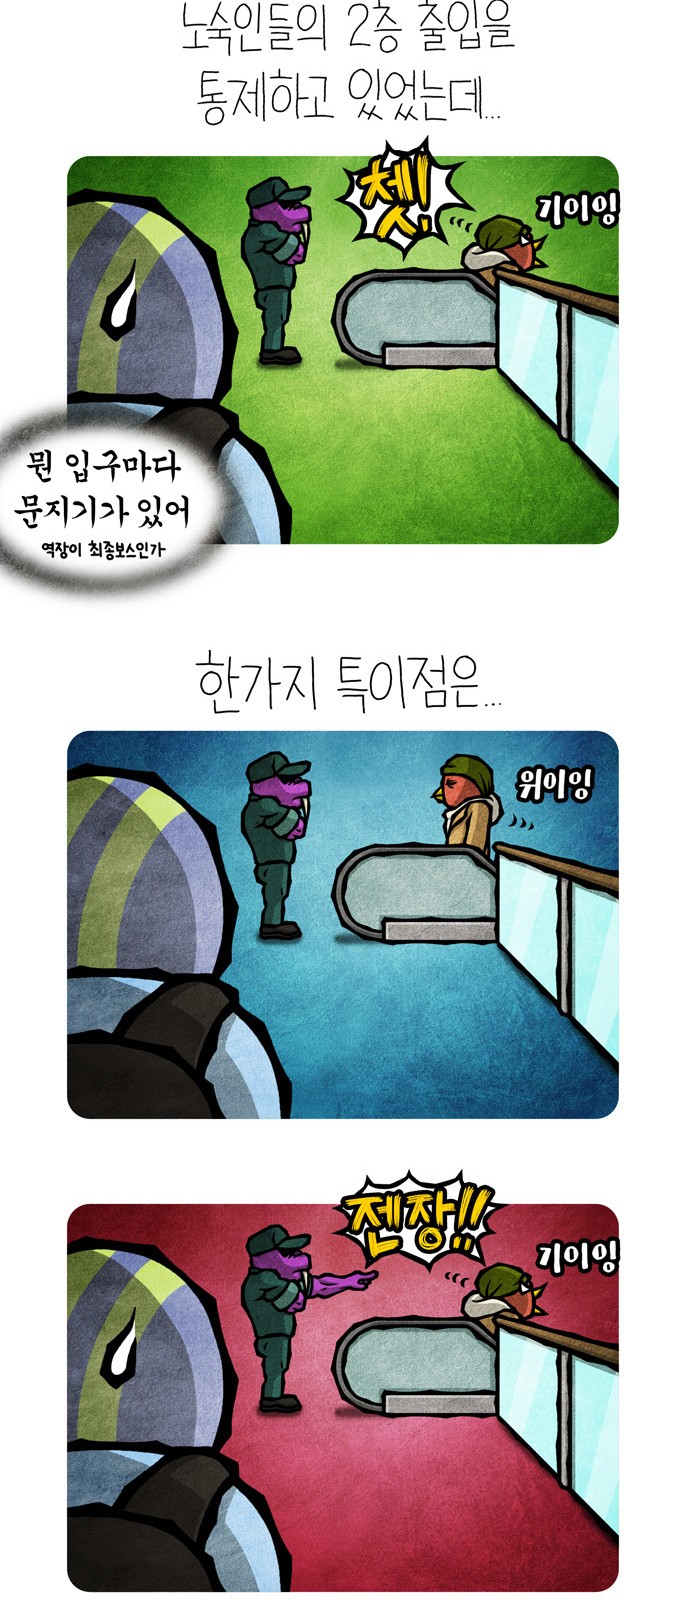 노숙인들의 2층 출입을
통제하고 있었는데...
쳇!
기이잉
뭔 입구마다
문지기가 있어
역장이 최종보스인가
한가지 특이점은...
위이잉
젠장!!
기이잉